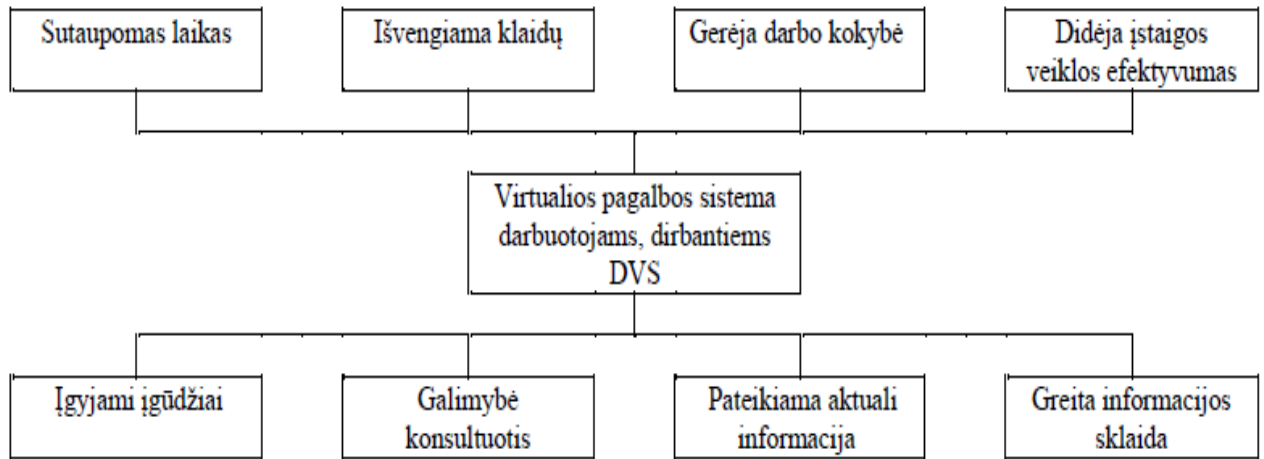 Sutaupomas laikas
Išvengiama klaidų
Gerėja darbo kokybė
Didėja įstaigos
veiklos efektyvumas
Virtualios pagalbos sistema
darbuotojams, dirbantiems
DVS
Įgyjami įgūdžiai
Galimybė
konsultuotis
Pateikiama aktuali
informacija
Greita informacijos
sklaida